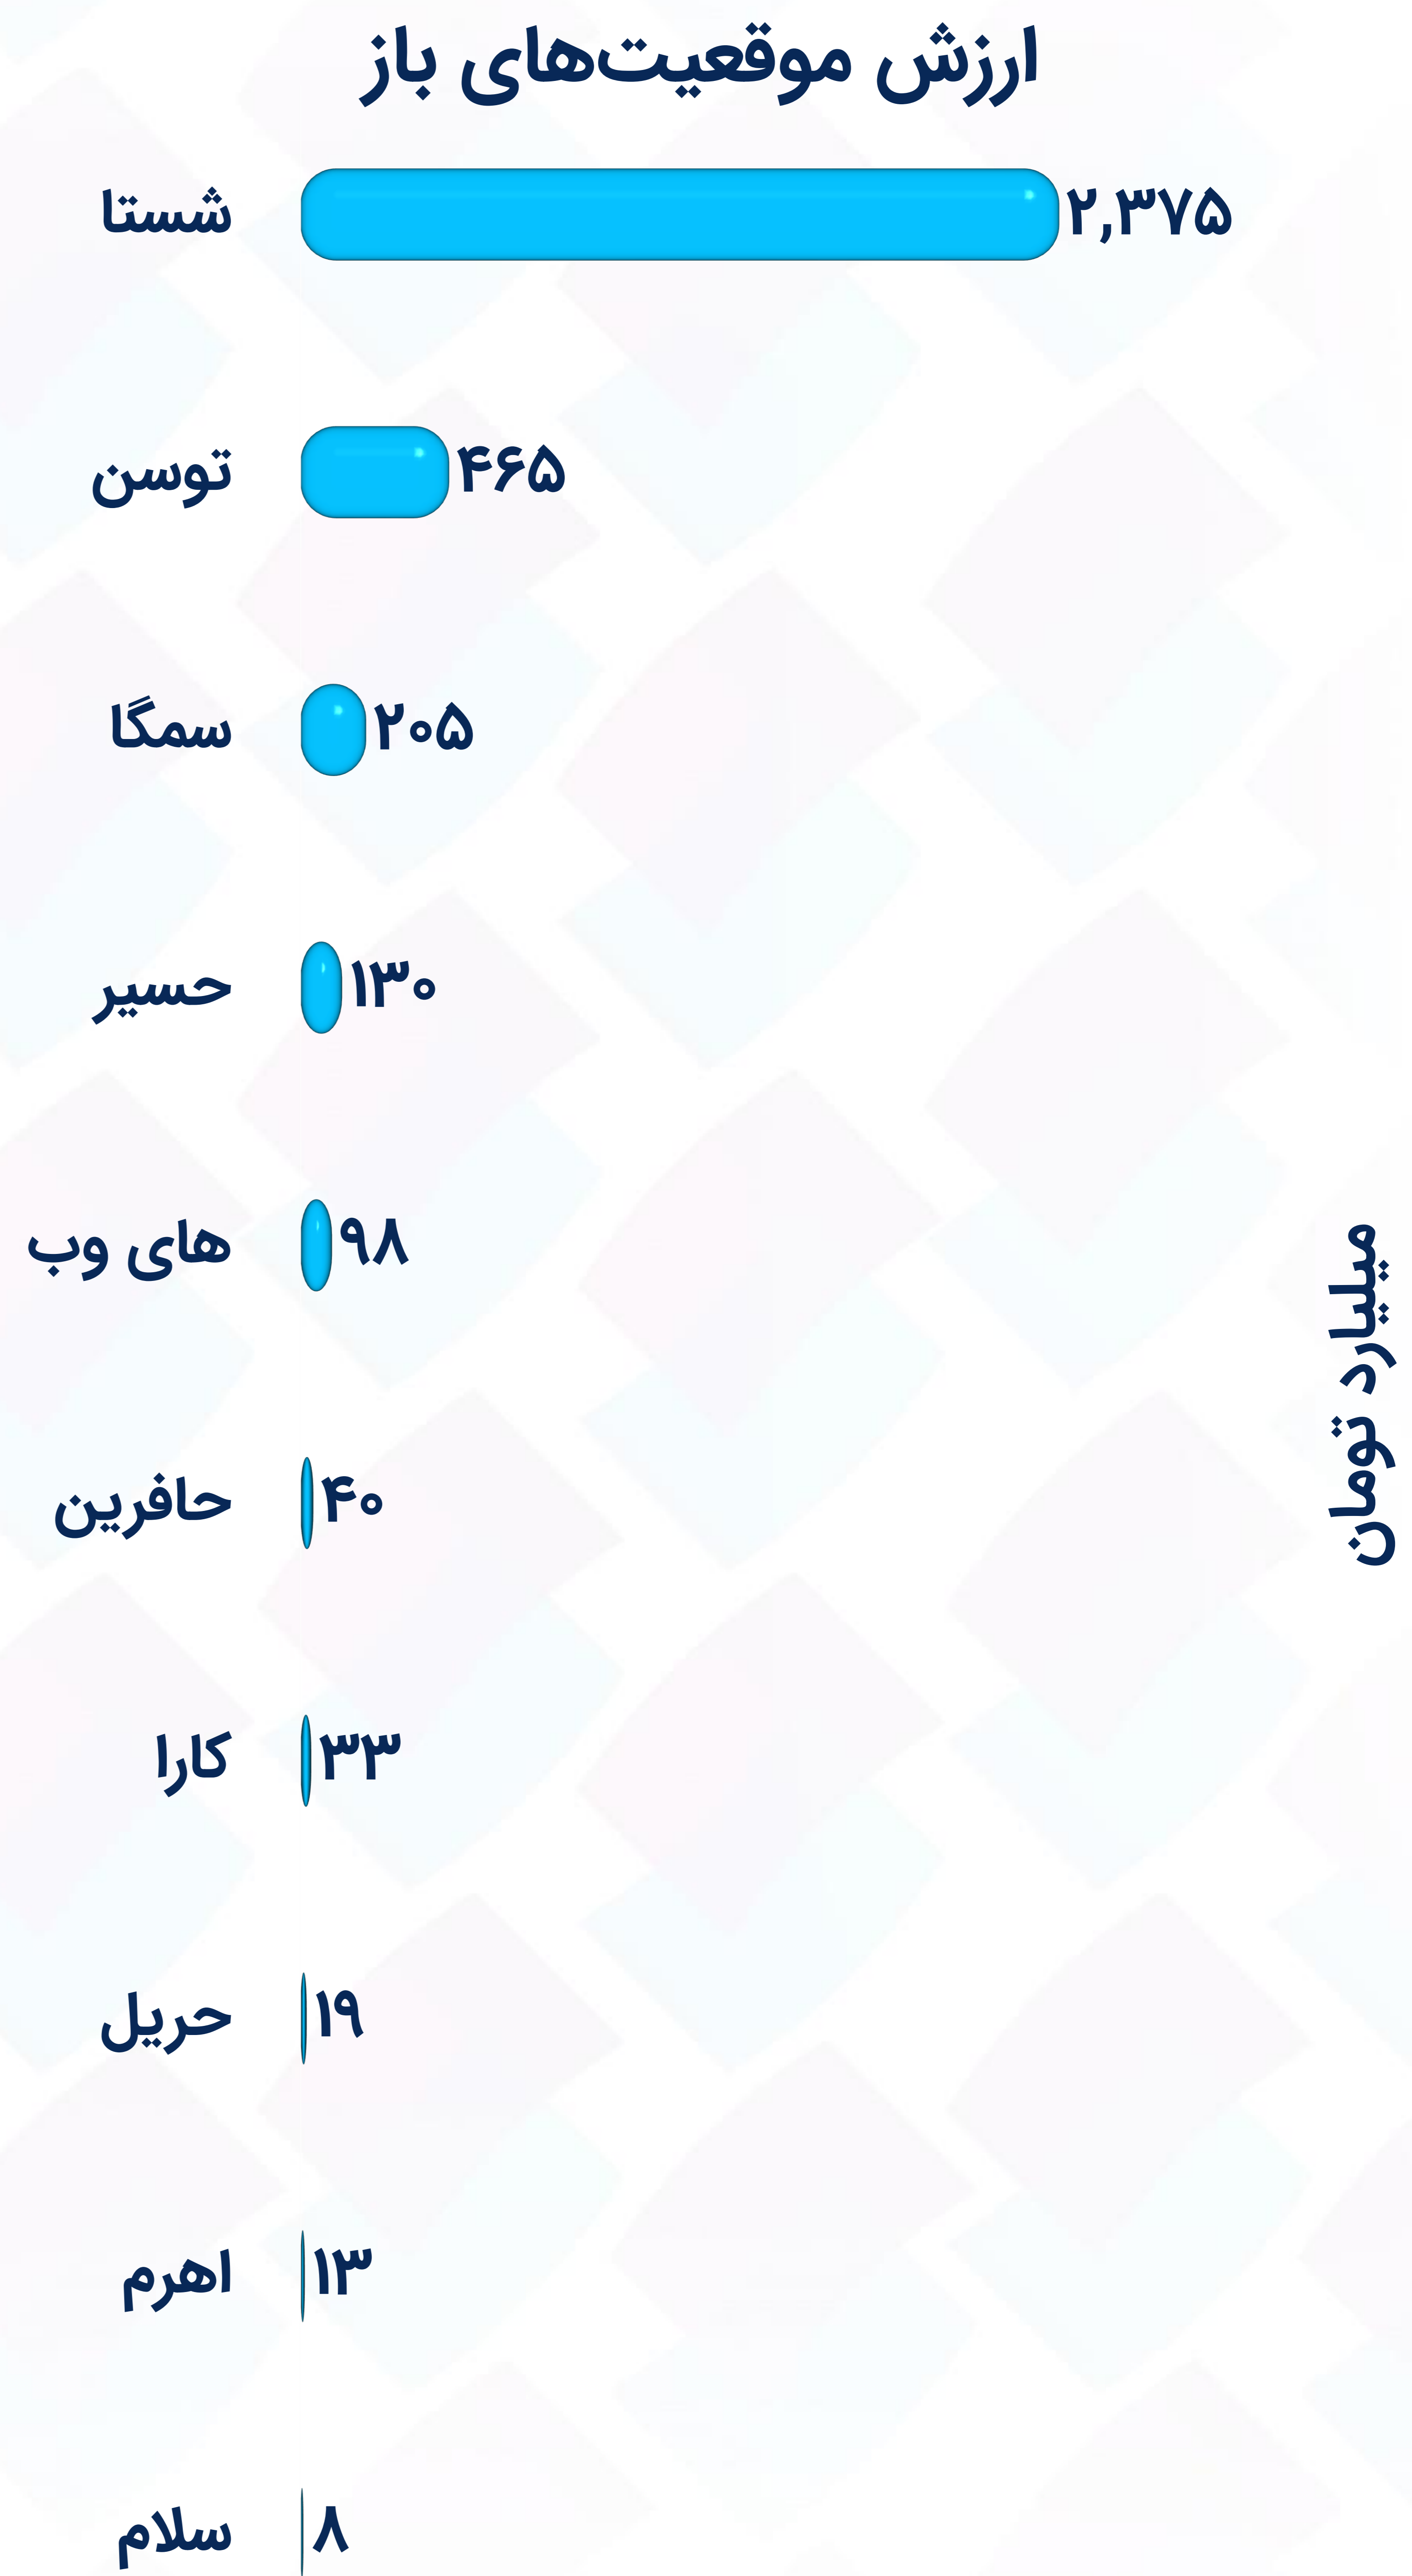 ارزش موقعیت‌های باز
شستا ۲,۳۷۵
توسن ۴۶۵
سمگا ۲۰۵
حسیر ۱۳۰
های وب ۹۸
حافرین ۴۰
کارا ۳۳
حریل ۱۹
اهرم ۱۳
سلام ۸
میلیارد تومان